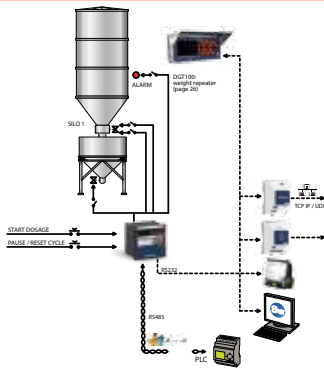 ALARM
DGT100:
weight repeater
(page 26)
SILO 1
TCP IP / UDP
START DOSAGE
PAUSE / RESET CYCLE
RS232
RS485
PLC